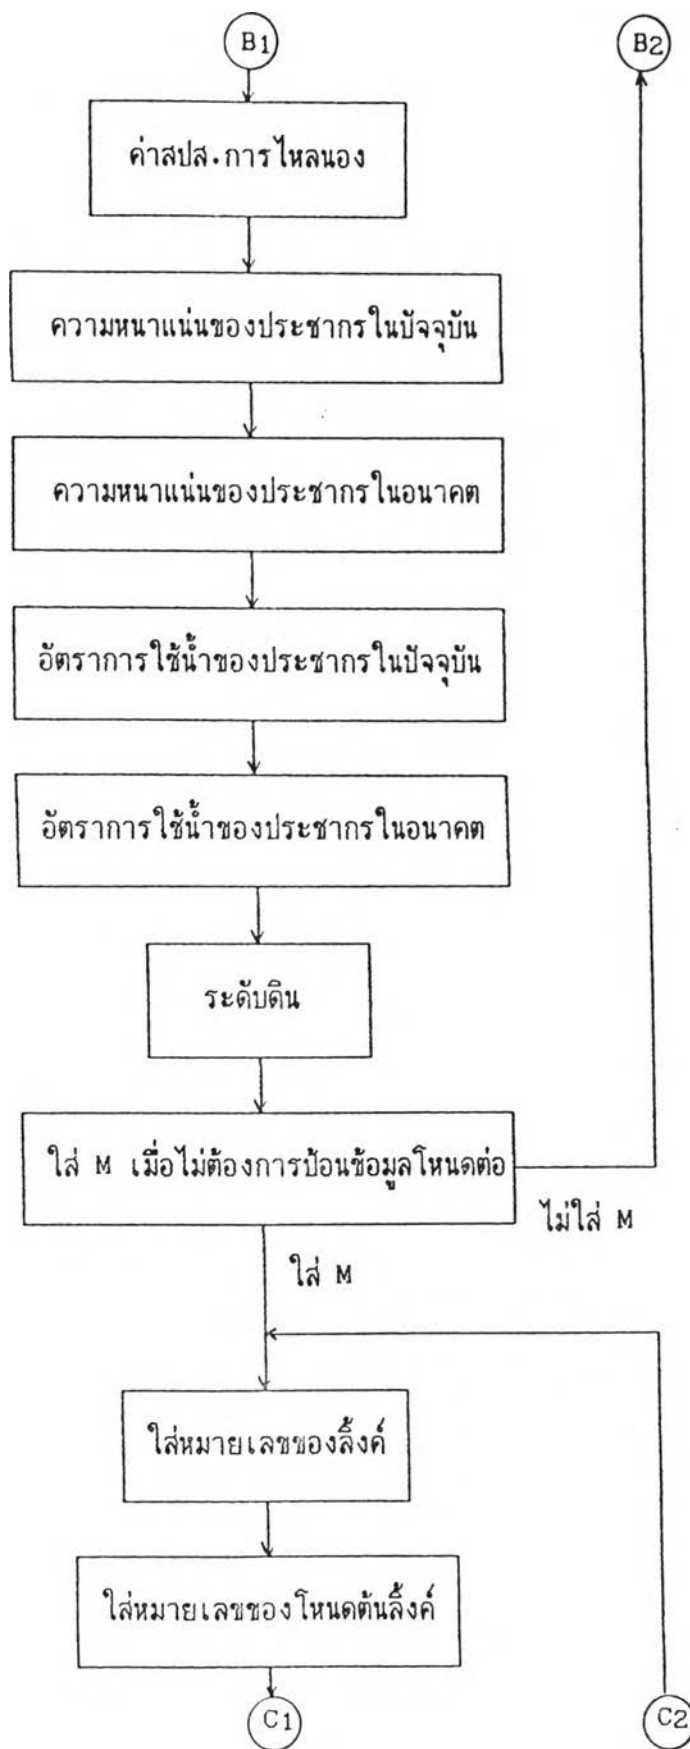 B1
B2
ค่าสปส.การไหลนอง
ความหนาแน่นของประชากรในปัจจุบัน
ความหนาแน่นของประชากรในอนาคต
อัตราการใช้น้ำของประชากรในปัจจุบัน
อัตราการใช้น้ำของประชากรในอนาคต
ระดับดิน
ใส่ M เมื่อไม่ต้องการป้อนข้อมูลโหนดต่อ
ไม่ใส่ M
ใส่ M
ใส่หมายเลขของลิ้งค์
ใส่หมายเลขของโหนดต้นลิ้งค์
C1
C2